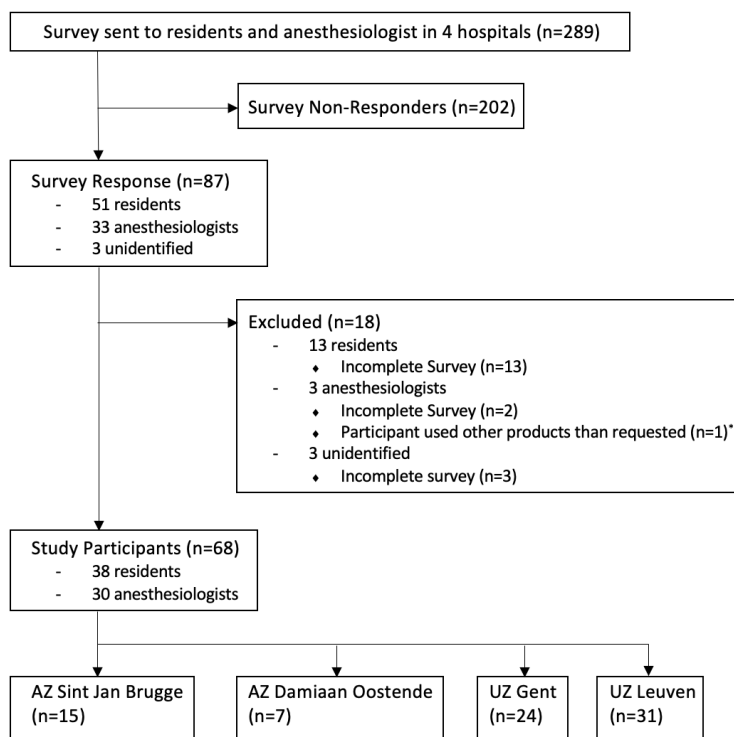 Survey sent to residents and anesthesiologist in 4 hospitals (n=289)
Survey Non-Responders (n=202)
Survey Response (n=87)
- 51 residents
- 33 anesthesiologists
- 3 unidentified
Excluded (n=18)
- 13 residents
♦ Incomplete Survey (n=13)
- 3 anesthesiologists
♦ Incomplete Survey (n=2)
♦ Participant used other products than requested (n=1)*
- 3 unidentified
♦ Incomplete survey (n=3)
Study Participants (n=68)
- 38 residents
- 30 anesthesiologists
AZ Sint Jan Brugge
(n=15)
AZ Damiaan Oostende
(n=7)
UZ Gent
(n=24)
UZ Leuven
(n=31)